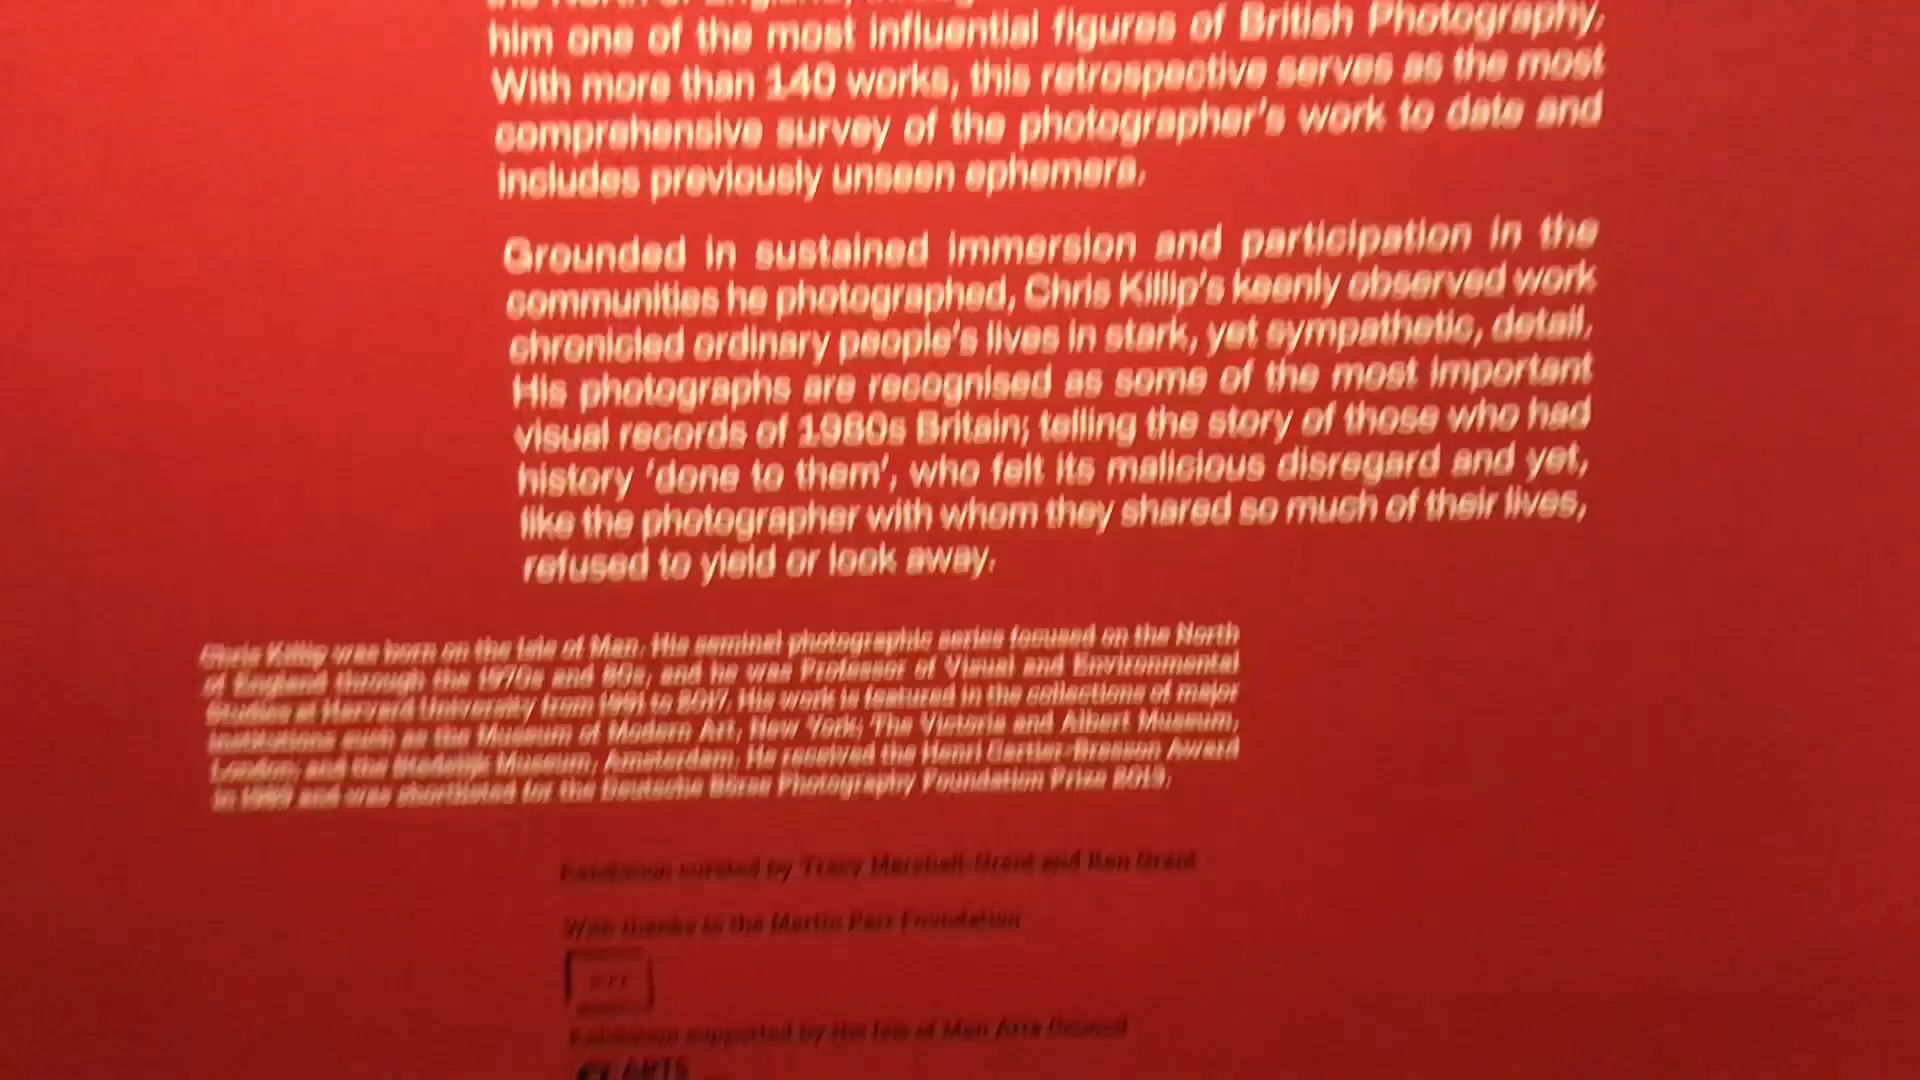 the North of England, through
him one of the most influential figures of British Photography.
With more than 140 works, this retrospective serves as the most
comprehensive survey of the photographer's work to date and
includes previously unseen ephemera.
Grounded in sustained immersion and participation in the
communities he photographed, Chris Killip's keenly observed work
chronicled ordinary people's lives in stark, yet sympathetic, detail.
His photographs are recognised as some of the most important
visual records of 1980s Britain; telling the story of those who had
history 'done to them', who felt its malicious disregard and yet,
like the photographer with whom they shared so much of their lives,
refused to yield or look away.
Chris Killip was born on the Isle of Man. His seminal photographic series focused on the North
of England through the 1970s and 80s, and he was Professor of Visual and Environmental
Studies at Harvard University from 1991 to 2017. His work is featured in the collections of major
institutions such as the Museum of Modern Art, New York; The Victoria and Albert Museum,
London; and the Stedelijk Museum, Amsterdam. He received the Henri Cartier-Bresson Award
in 1989 and was shortlisted for the Deutsche Börse Photography Foundation Prize 2013.
Exhibition curated by Tracy Marshall-Grant and Ken Grant
With thanks to the Martin Parr Foundation
Exhibition supported by the Isle of Man Arts Council
ARTS